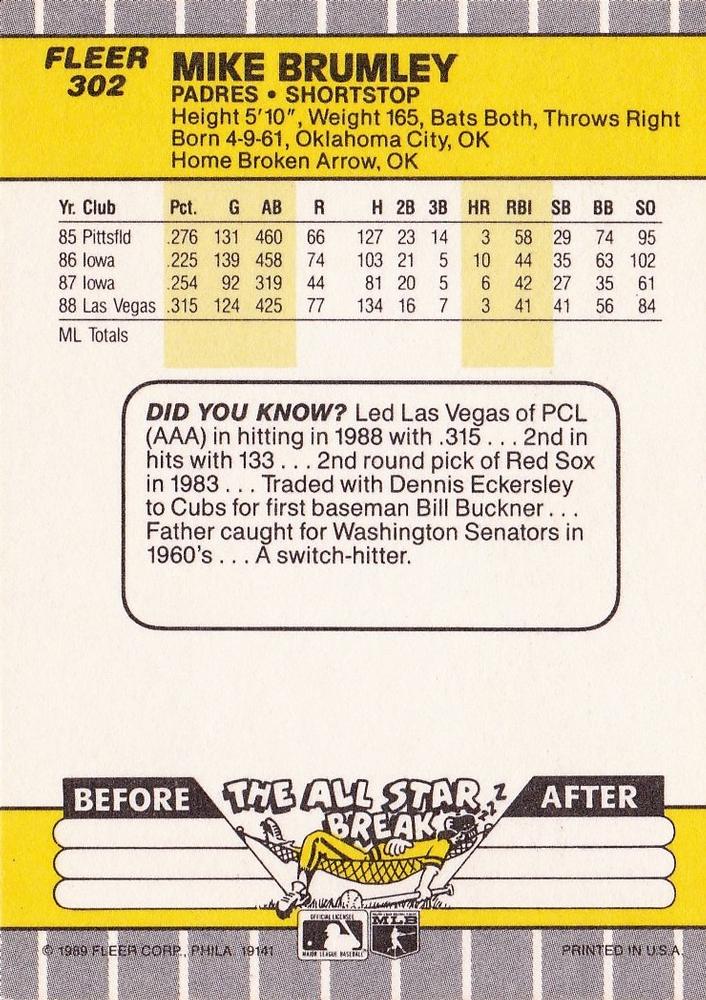 FLEER
302
MIKE BRUMLEY
PADRES • SHORTSTOP
Height 5'10", Weight 165, Bats Both, Throws Right
Born 4-9-61, Oklahoma City, OK
Home Broken Arrow, OK
Yr. Club Pct. G AB R H 2B 3B HR RBI SB BB SO
85 Pittsfld .276 131 460 66 127 23 14 3 58 29 74 95
86 Iowa .225 139 458 74 103 21 5 10 44 35 63 102
87 Iowa .254 92 319 44 81 20 5 6 42 27 35 61
88 Las Vegas .315 124 425 77 134 16 7 3 41 41 56 84
ML Totals
DID YOU KNOW? Led Las Vegas of PCL
(AAA) in hitting in 1988 with .315 . . . 2nd in
hits with 133 . . . 2nd round pick of Red Sox
in 1983 . . . Traded with Dennis Eckersley
to Cubs for first baseman Bill Buckner . . .
Father caught for Washington Senators in
1960's . . . A switch-hitter.
BEFORE
THE ALL STAR
BREAK
Z Z Z
AFTER
OFFICIAL LICENSEE
MAJOR LEAGUE BASEBALL
MLB
© 1989 FLEER CORP., PHILA. 19141
PRINTED IN U.S.A.